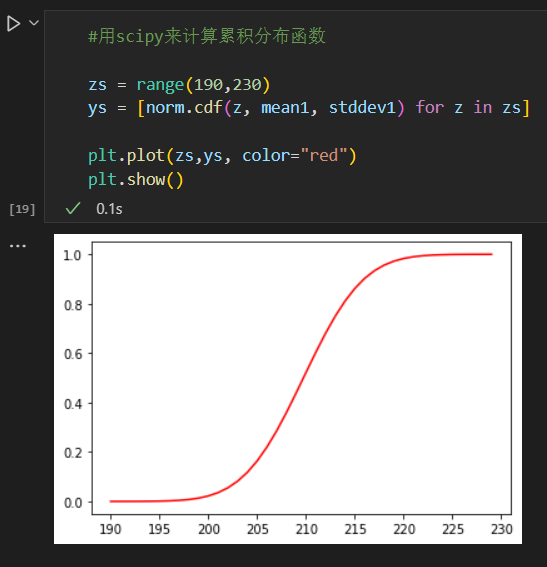 #用scipy来计算累积分布函数
zs = range(190,230)
ys = [norm.cdf(z, mean1, stddev1) for z in zs]
plt.plot(zs,ys, color="red")
plt.show()
[19]
0.1s
...
1.0
0.8
0.6
0.4
0.2
0.0
190 195 200 205 210 215 220 225 230